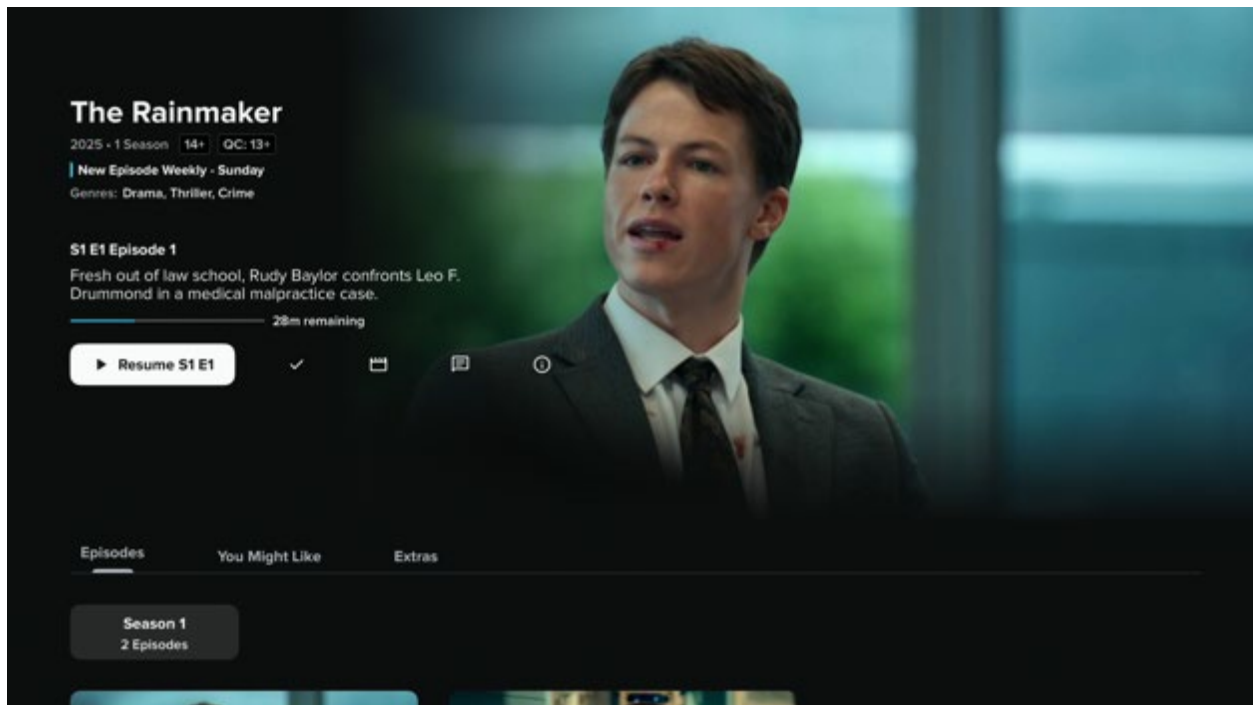 The Rainmaker
2025 • 1 Season 14+ QC: 13+
New Episode Weekly - Sunday
Genres: Drama, Thriller, Crime
S1 E1 Episode 1
Fresh out of law school, Rudy Baylor confronts Leo F.
Drummond in a medical malpractice case.
28m remaining
Resume S1 E1
Episodes You Might Like Extras
Season 1
2 Episodes